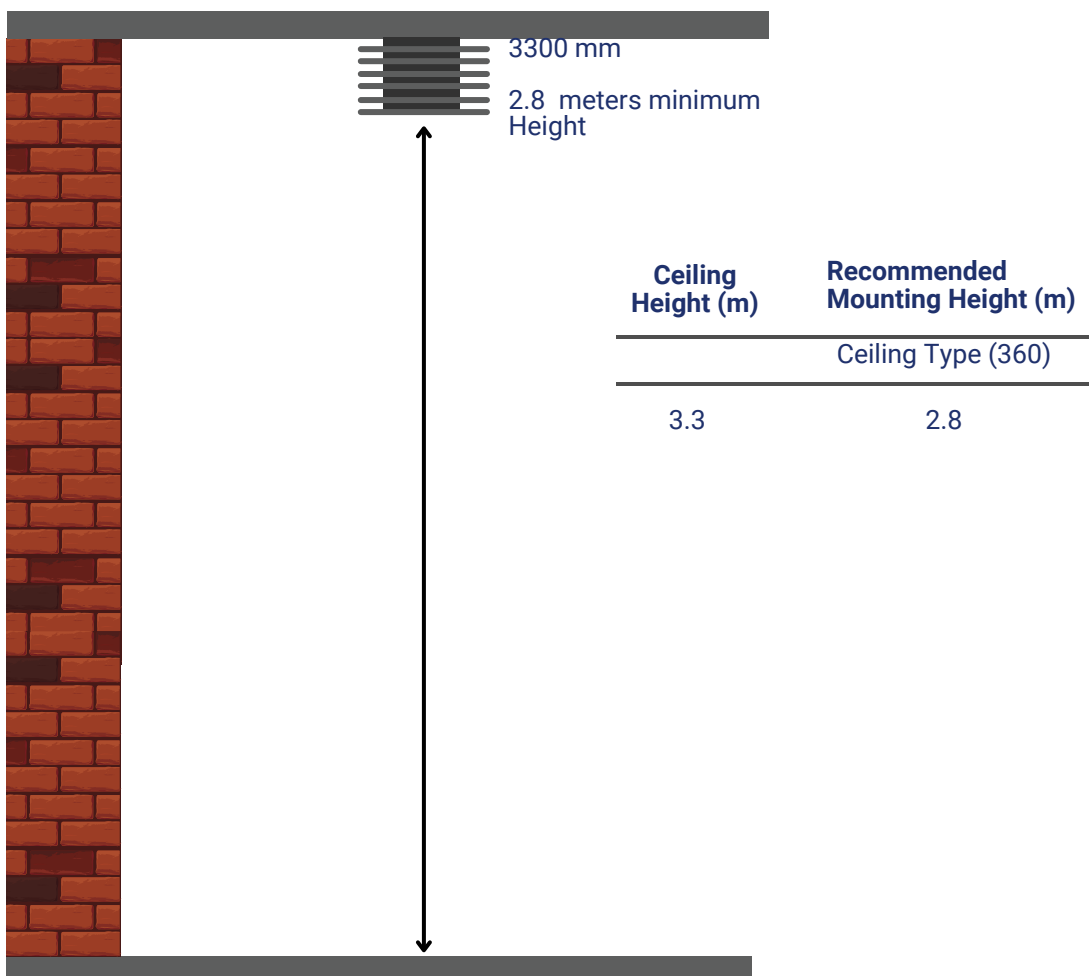 3300 mm
2.8 meters minimum
Height
Ceiling
Height (m)
Recommended
Mounting Height (m)
Ceiling Type (360)
3.3
2.8